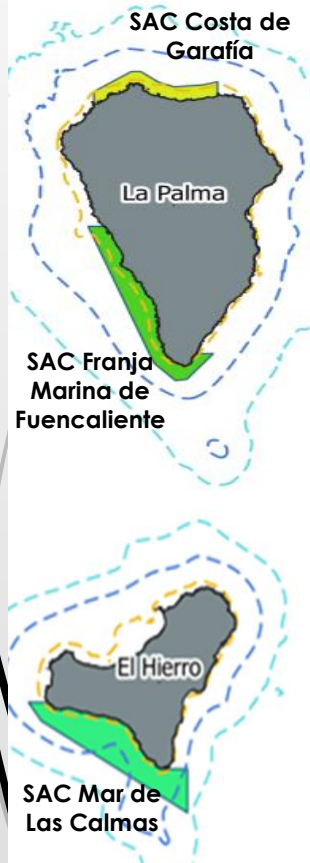 SAC Costa de
Garafía
La Palma
SAC Franja
Marina de
Fuencaliente
El Hierro
SAC Mar de
Las Calmas